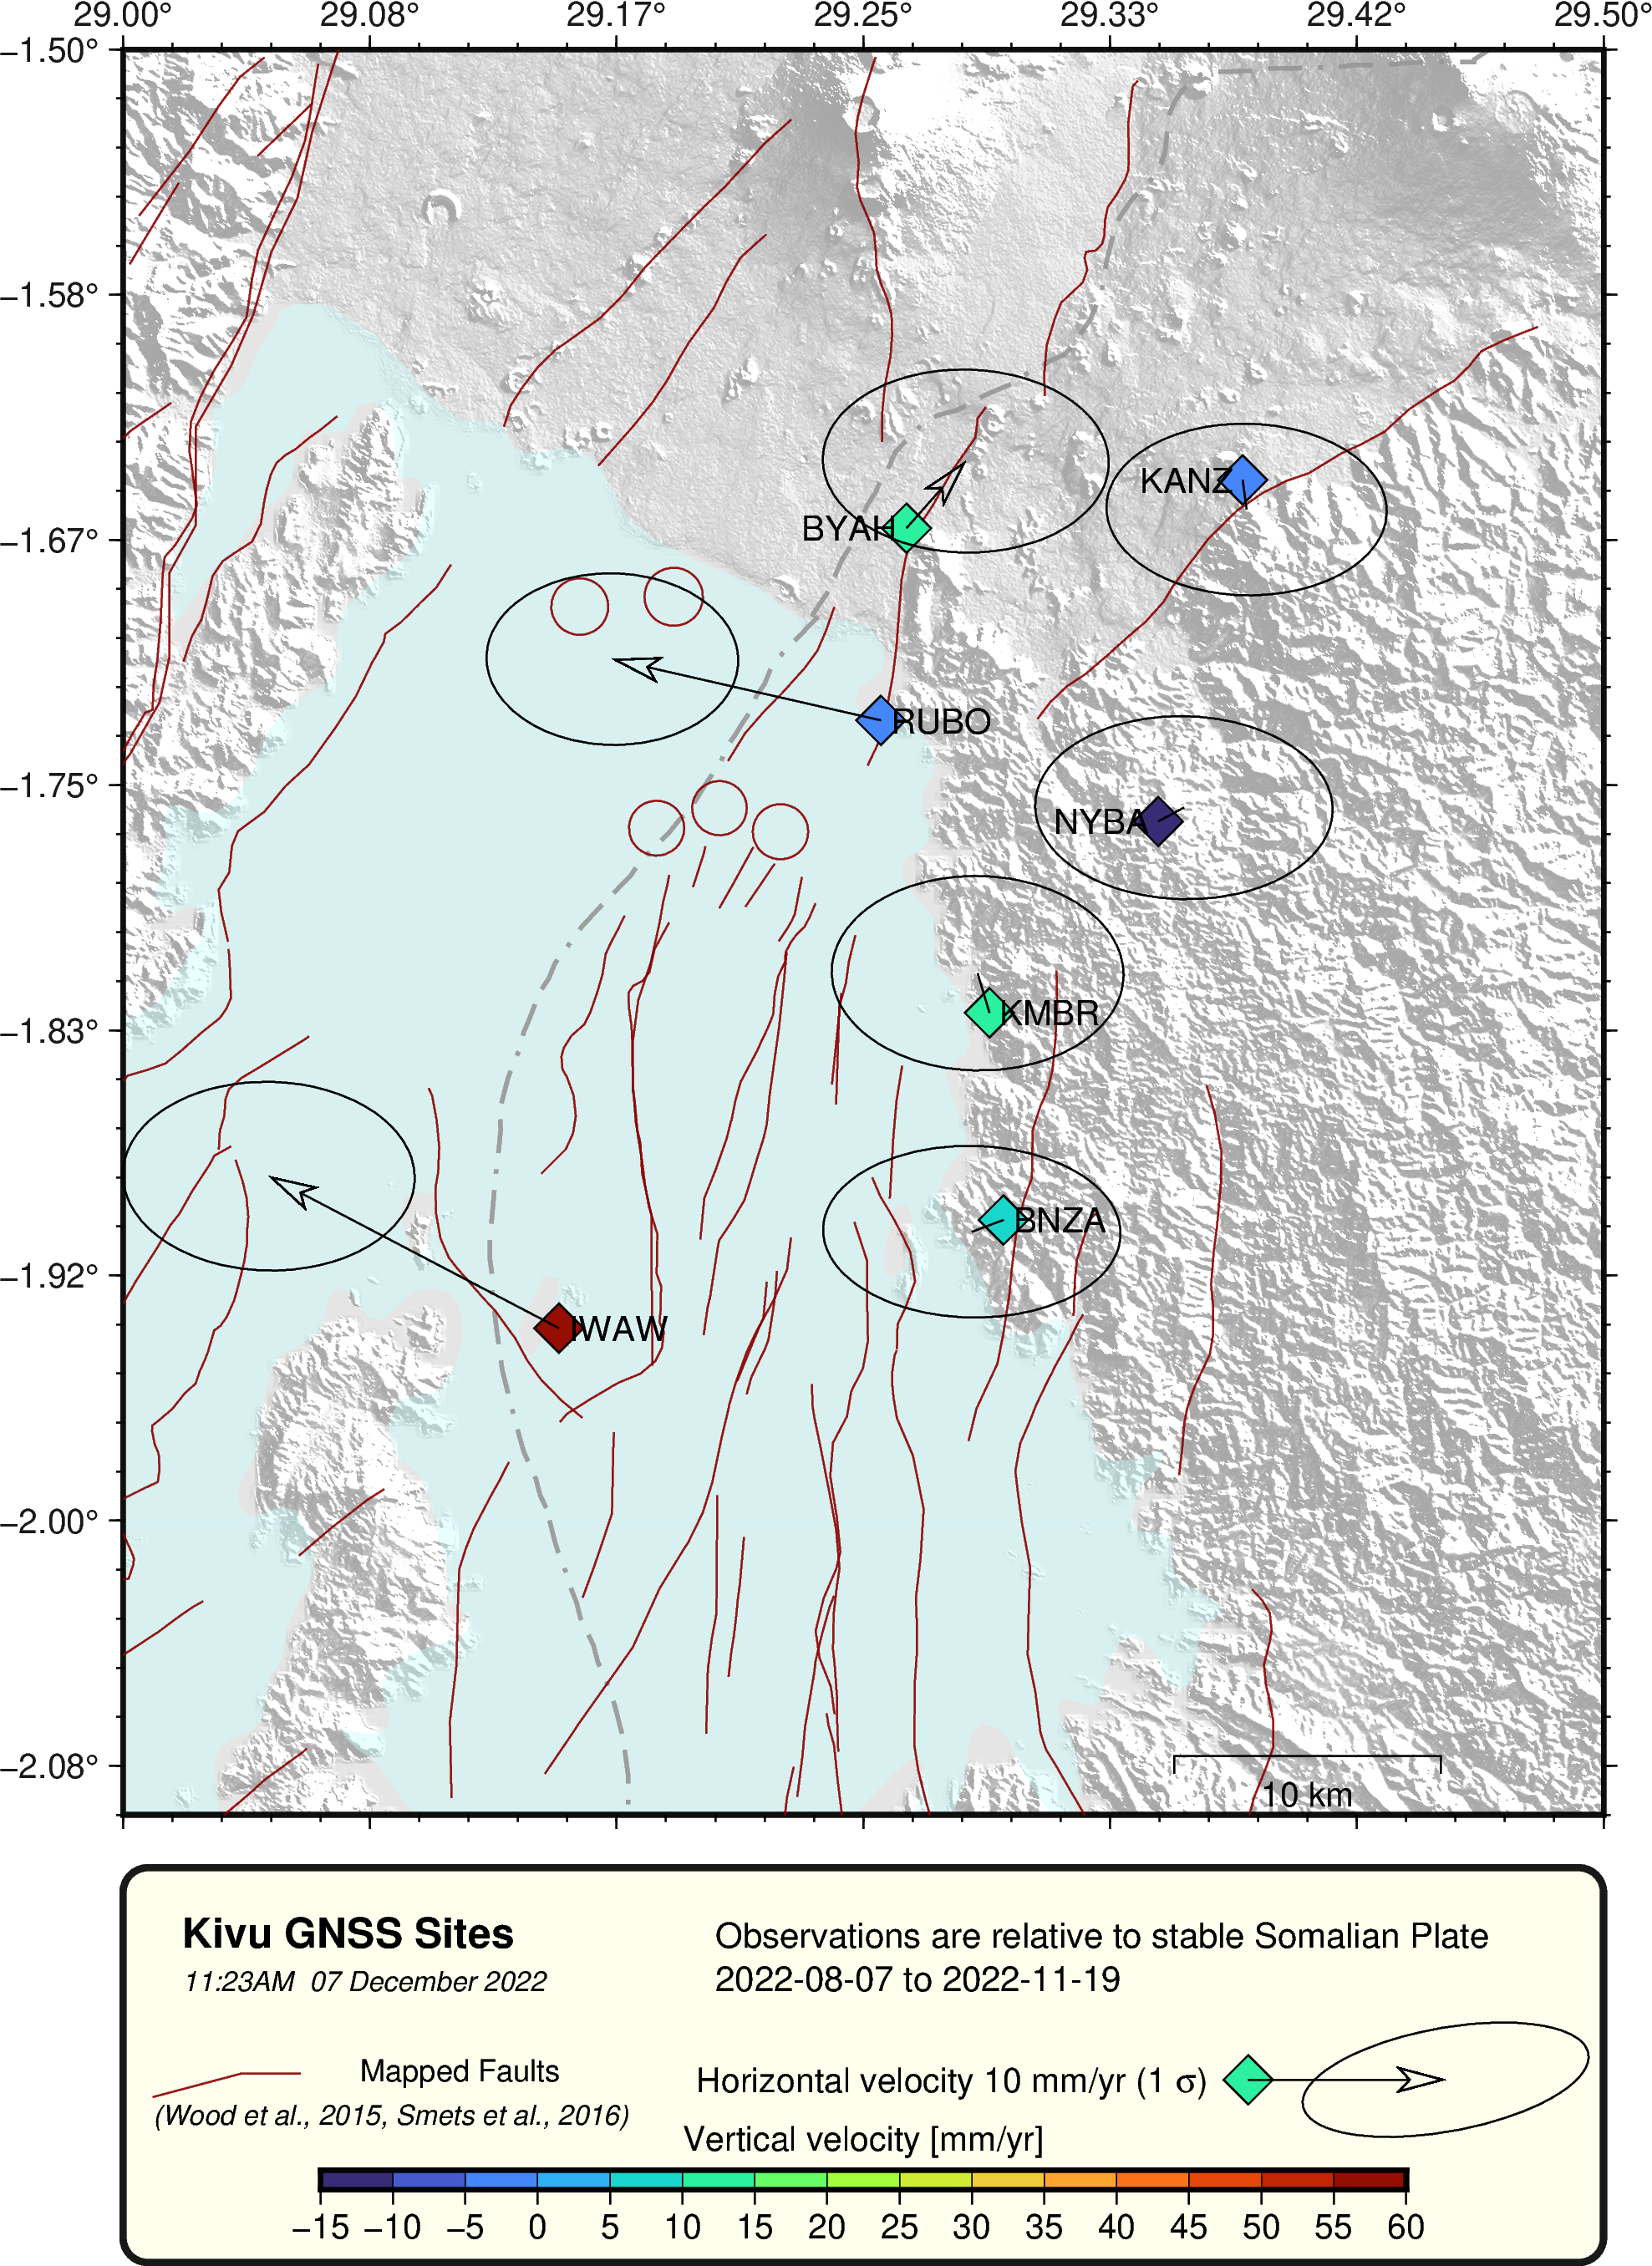 29.00° 29.08° 29.17° 29.25° 29.33° 29.42° 29.50°
−1.50°
−1.58°
KANZ
BYAH
−1.67°
RUBO
−1.75°
NYBA
KMBR
−1.83°
BNZA
−1.92°
IWAW
−2.00°
−2.08°
10 km
Kivu GNSS Sites
11:23AM 07 December 2022
Observations are relative to stable Somalian Plate
2022-08-07 to 2022-11-19
Mapped Faults
(Wood et al., 2015, Smets et al., 2016)
Horizontal velocity 10 mm/yr (1 σ)
Vertical velocity [mm/yr]
−15 −10 −5 0 5 10 15 20 25 30 35 40 45 50 55 60